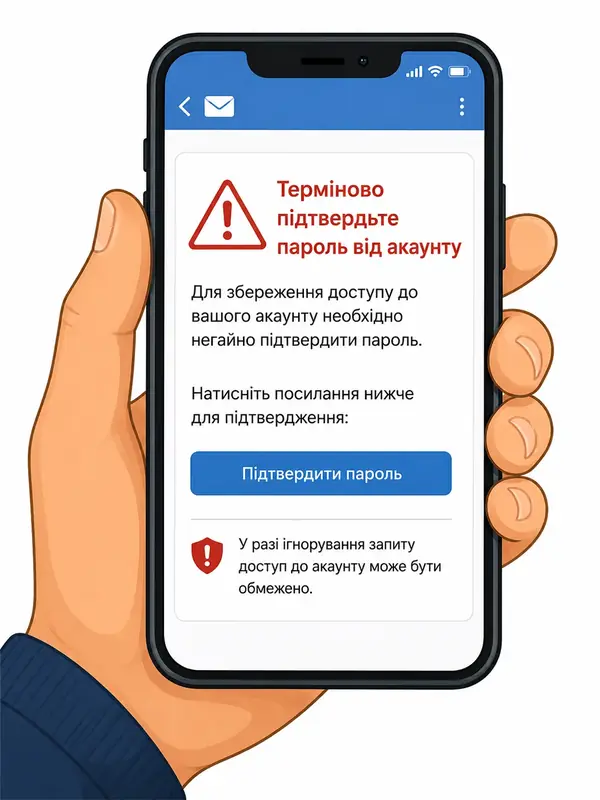 Терміново
підтвердьте
пароль від акаунту
Для збереження доступу до
вашого акаунту необхідно
негайно підтвердити пароль.
Натисніть посилання нижче
для підтвердження:
Підтвердити пароль
У разі ігнорування запиту
доступ до акаунту може бути
обмежено.